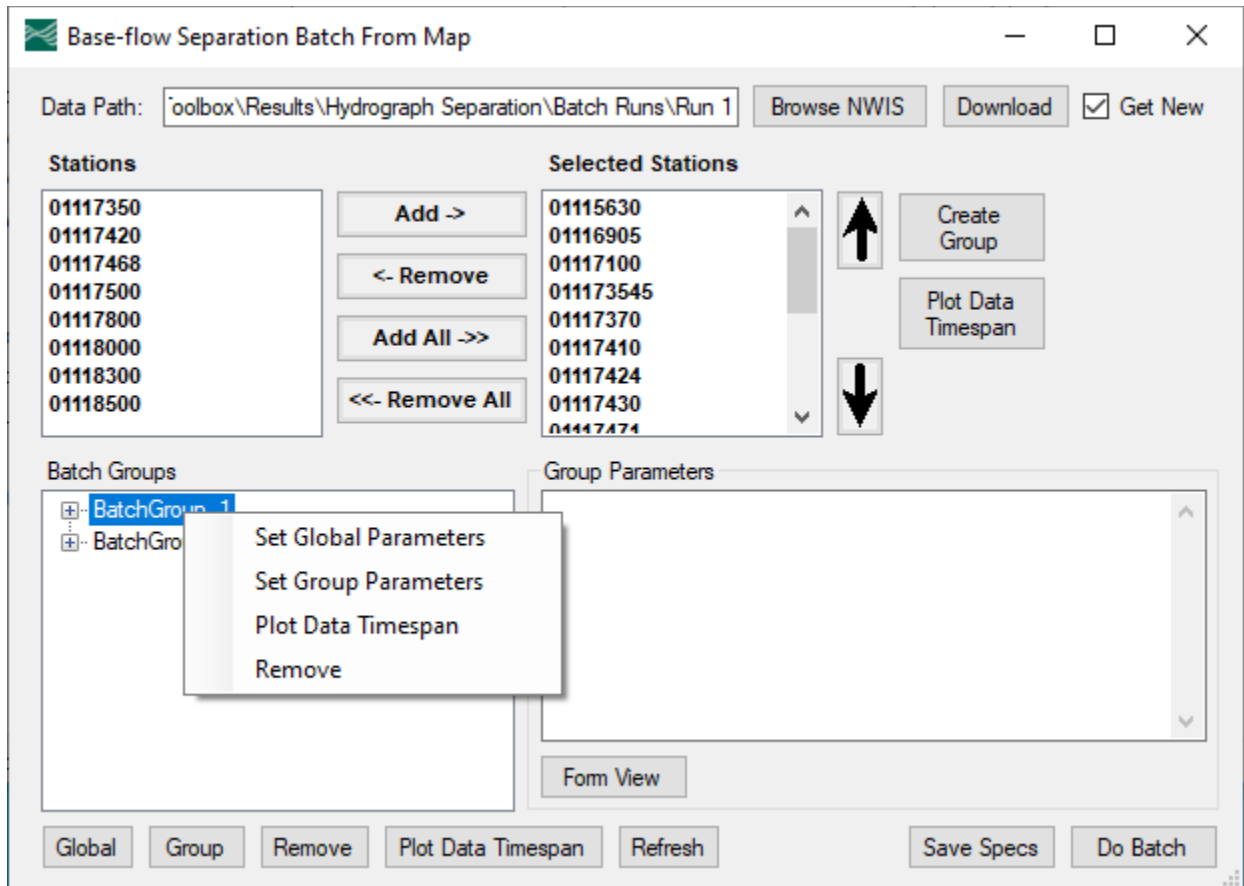 Base-flow Separation Batch From Map
Data Path: oolbox\Results\Hydrograph Separation\Batch Runs\Run 1 Browse NWIS Download Get New
Stations
01117350
01117420
01117468
01117500
01117800
01118000
01118300
01118500
Add ->
<- Remove
Add All ->>
<<- Remove All
Selected Stations
01115630
01116905
01117100
011173545
01117370
01117410
01117424
01117430
01117471
Create
Group
Plot Data
Timespan
Batch Groups
BatchGroup_1
BatchGro
Set Global Parameters
Set Group Parameters
Plot Data Timespan
Remove
Group Parameters
Form View
Global Group Remove Plot Data Timespan Refresh Save Specs Do Batch